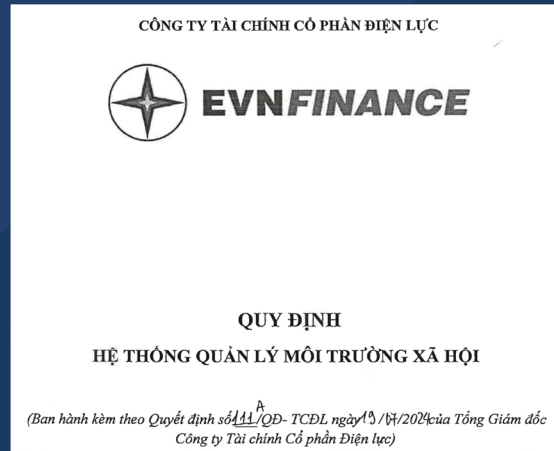 CÔNG TY TÀI CHÍNH CỔ PHẦN ĐIỆN LỰC
EVNFINANCE
QUY ĐỊNH
HỆ THỐNG QUẢN LÝ MÔI TRƯỜNG XÃ HỘI
(Ban hành kèm theo Quyết định số 111A/QĐ- TCĐL ngày 19/ /2024 của Tổng Giám đốc
Công ty Tài chính Cổ phần Điện lực)